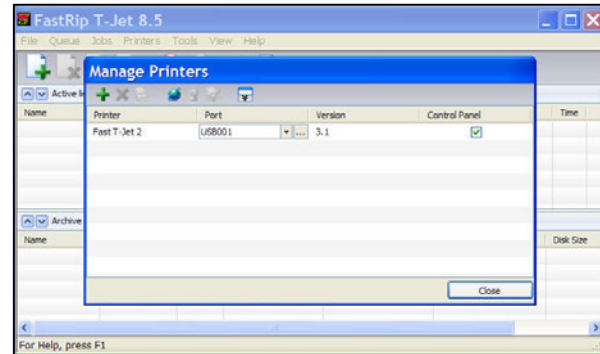 FastRip T-Jet 8.5
File Queue Jobs Printers Tools View Help
Manage Printers
Active
Name Time
Printer Port Version Control Panel
Fast T-Jet 2 USB001 ... 3.1
Archive
Name Disk Size
Close
For Help, press F1